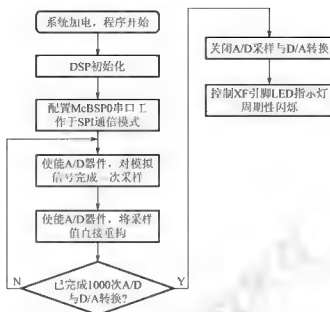 系统加电，程序开始
DSP初始化
配置McBSP0串口工
作于SPI通信模式
使能A/D器件，对模拟
信号完成一次采样
使能A/D器件，将采样
值直接重构
已完成1000次A/D
与D/A转换?
N
Y
关闭A/D采样与D/A转换
控制XF引脚LED指示灯
周期性闪烁